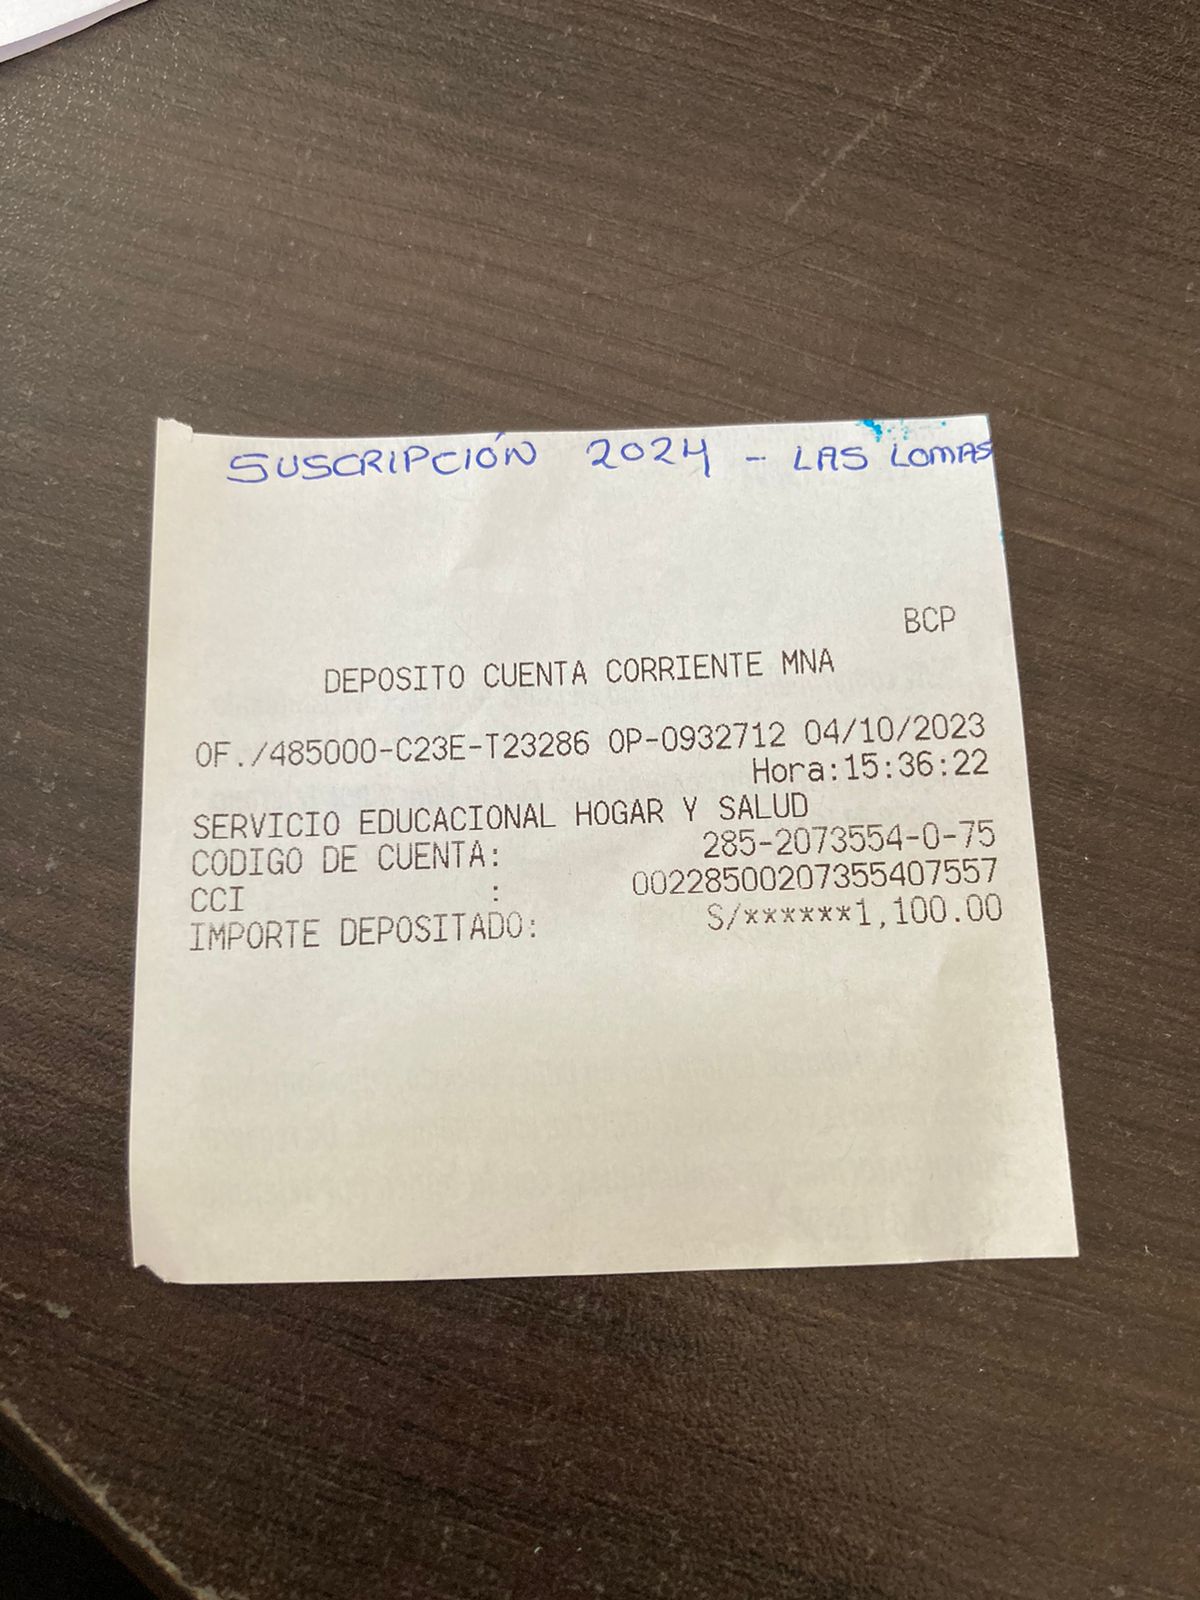 SUSCRIPCIÓN 2024 - LAS LOMAS
BCP
DEPOSITO CUENTA CORRIENTE MNA
OF./485000-C23E-T23286 OP-0932712 04/10/2023
Hora:15:36:22
SERVICIO EDUCACIONAL HOGAR Y SALUD
CODIGO DE CUENTA: 285-2073554-0-75
CCI : 00228500207355407557
IMPORTE DEPOSITADO: S/******1,100.00